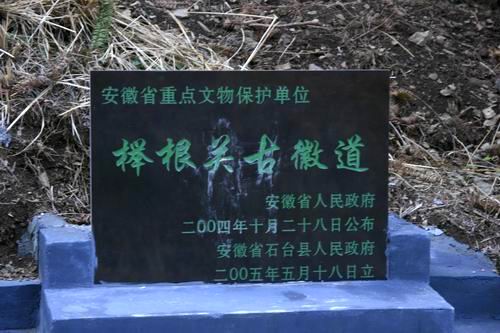 安徽省重点文物保护单位
榉根关古徽道
安徽省人民政府
二00四年十月二十八日公布
安徽省石台县人民政府
二00五年五月十八日立